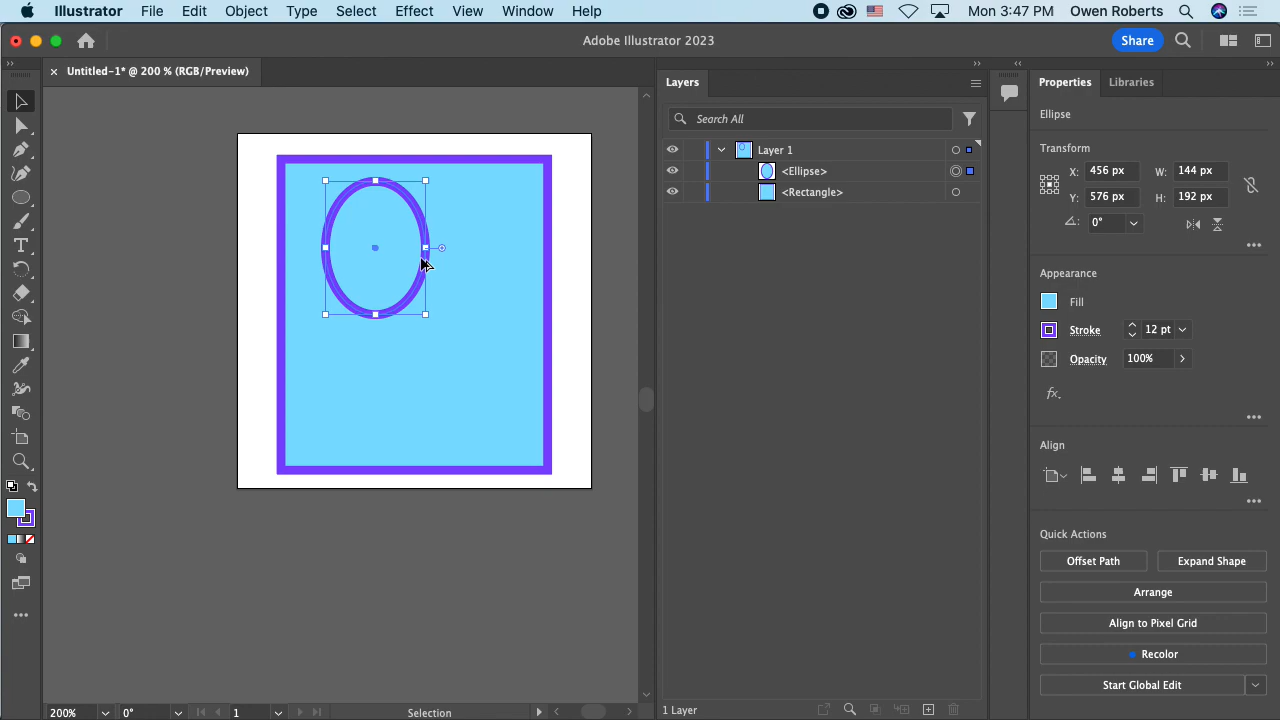 Illustrator File Edit Object Type Select Effect View Window Help Mon 3:47 PM Owen Roberts
Adobe Illustrator 2023
Share
Untitled-1* @ 200 % (RGB/Preview)
Layers
Search All
Layer 1
<Ellipse>
<Rectangle>
Properties Libraries
Ellipse
Transform
X: 456 px W: 144 px
Y: 576 px H: 192 px
0°
Appearance
Fill
Stroke 12 pt
Opacity 100%
fx.
Align
Quick Actions
Offset Path Expand Shape
Arrange
Align to Pixel Grid
Recolor
Start Global Edit
200% 0° 1 Selection
1 Layer